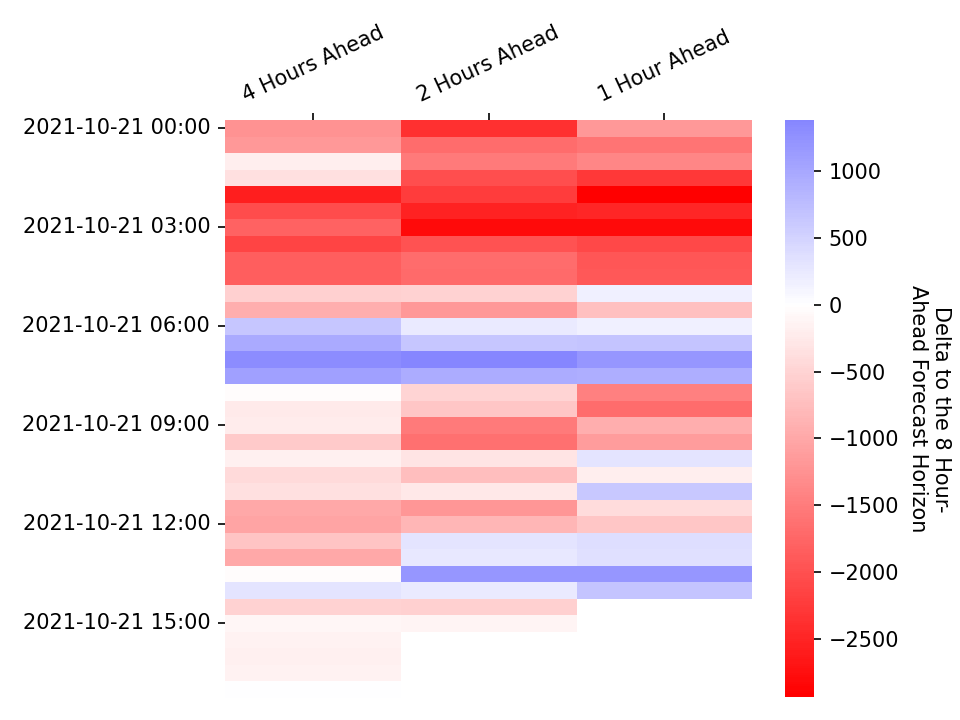 4 Hours Ahead
2 Hours Ahead
1 Hour Ahead
2021-10-21 00:00
2021-10-21 03:00
2021-10-21 06:00
2021-10-21 09:00
2021-10-21 12:00
2021-10-21 15:00
1000
500
0
−500
−1000
−1500
−2000
−2500
Delta to the 8 Hour-
Ahead Forecast Horizon